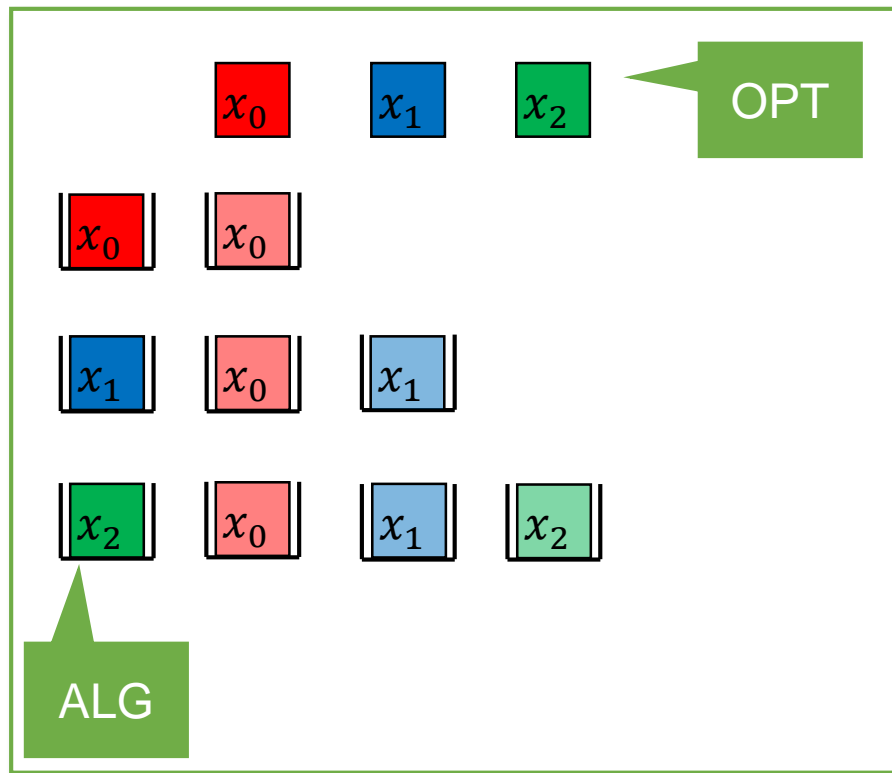 x₀ x₁ x₂ OPT
x₀ x₀
x₁ x₀ x₁
x₂ x₀ x₁ x₂
ALG